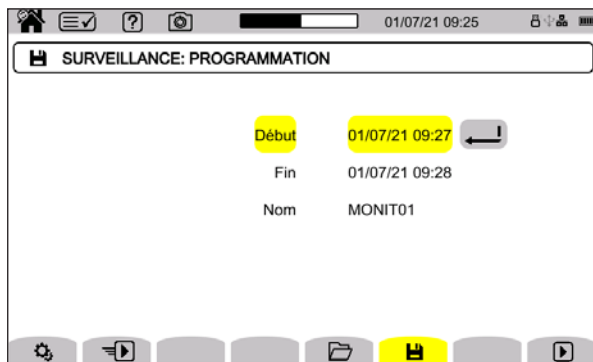 ? 01/07/21 09:25
SURVEILLANCE: PROGRAMMATION
Début 01/07/21 09:27
Fin 01/07/21 09:28
Nom MONIT01